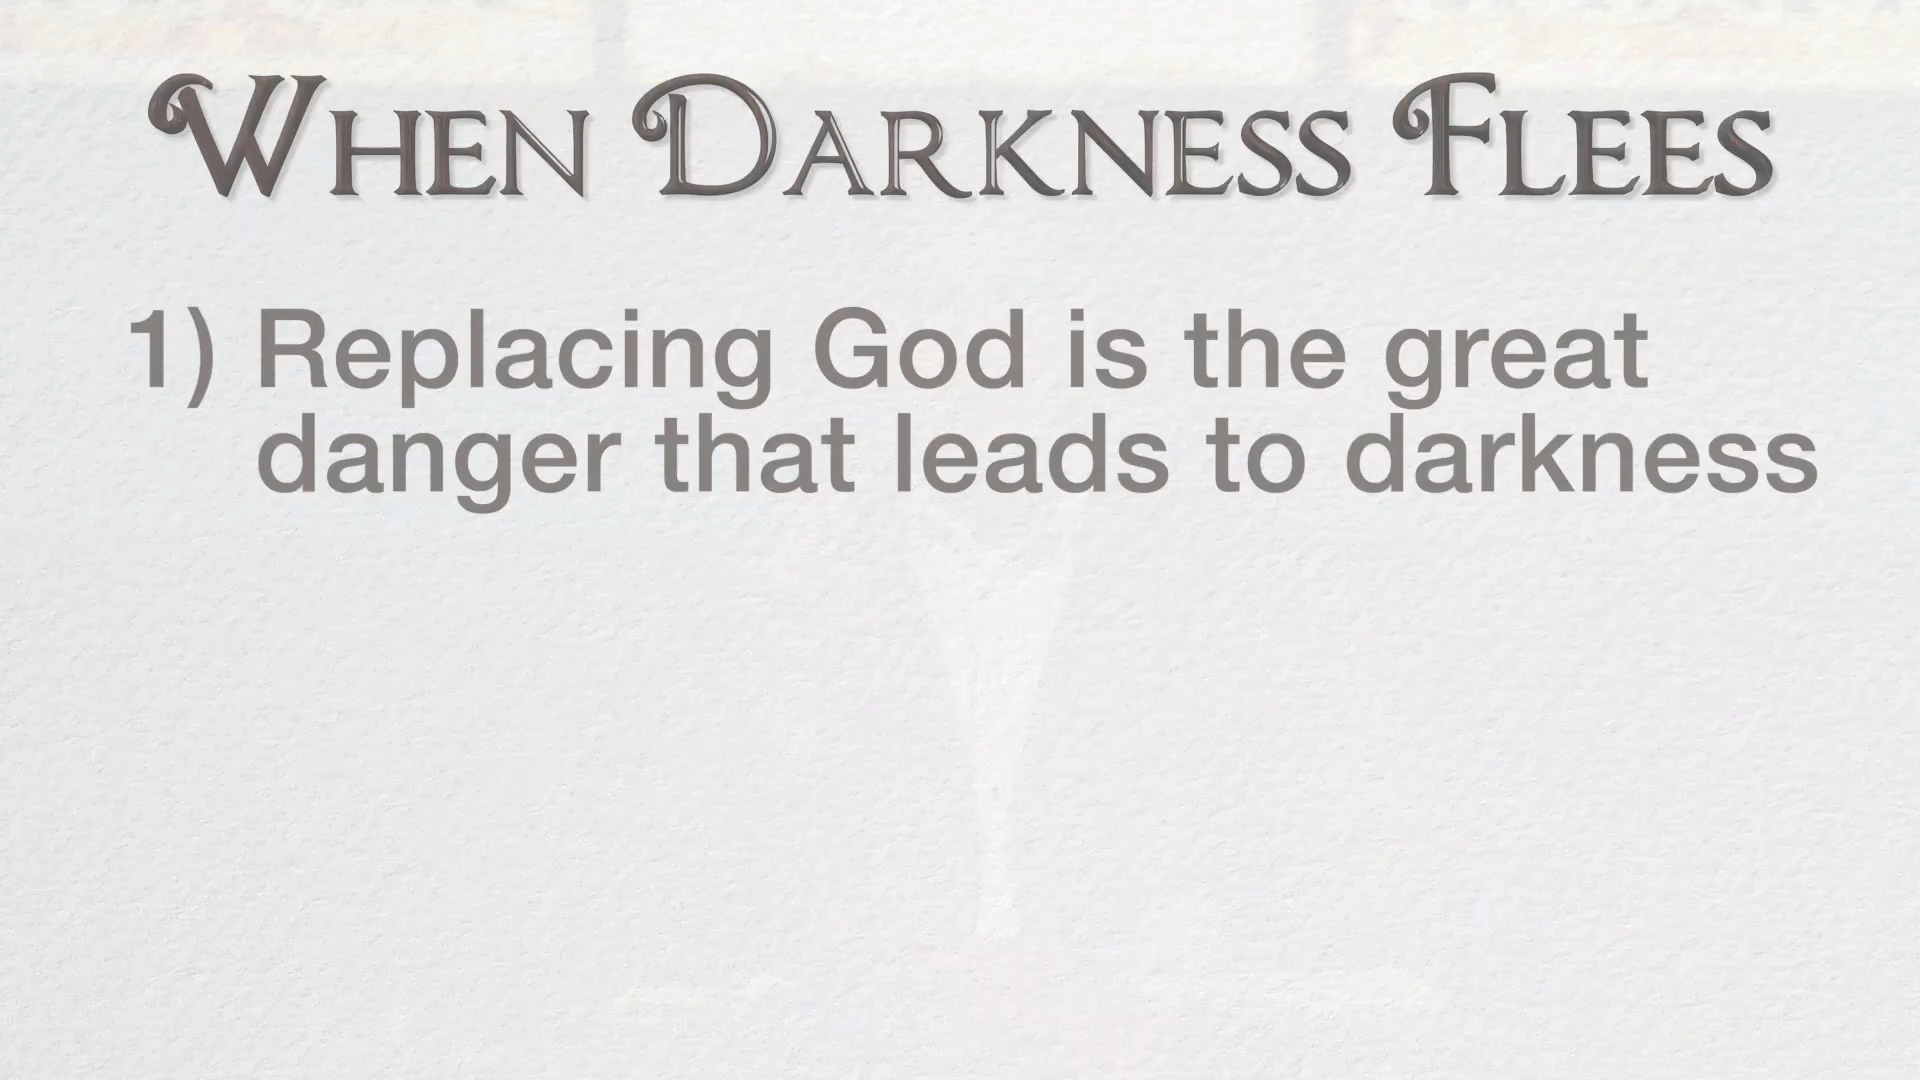 When Darkness Flees
1) Replacing God is the great
danger that leads to darkness